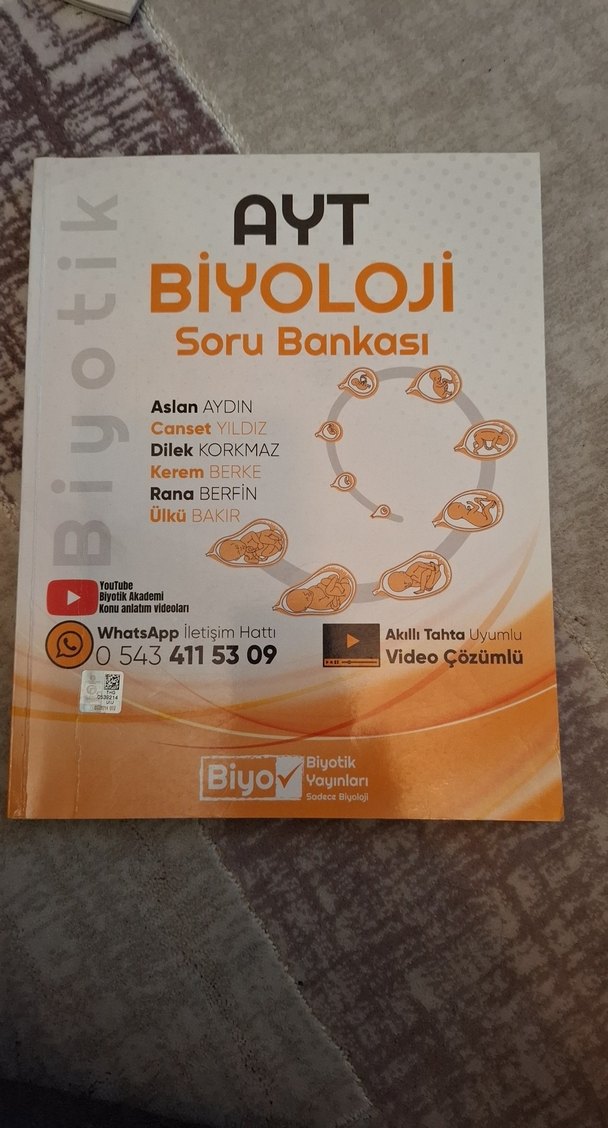 Biyotik
AYT
BİYOLOJİ
Soru Bankası
Aslan AYDIN
Canset YILDIZ
Dilek KORKMAZ
Kerem BERKE
Rana BERFİN
Ülkü BAKIR
YouTube
Biyotik Akademi
Konu anlatım videoları
WhatsApp İletişim Hattı
0 543 411 53 09
Akıllı Tahta Uyumlu
Video Çözümlü
Biyo
Biyotik
Yayınları
Sadece Biyoloji